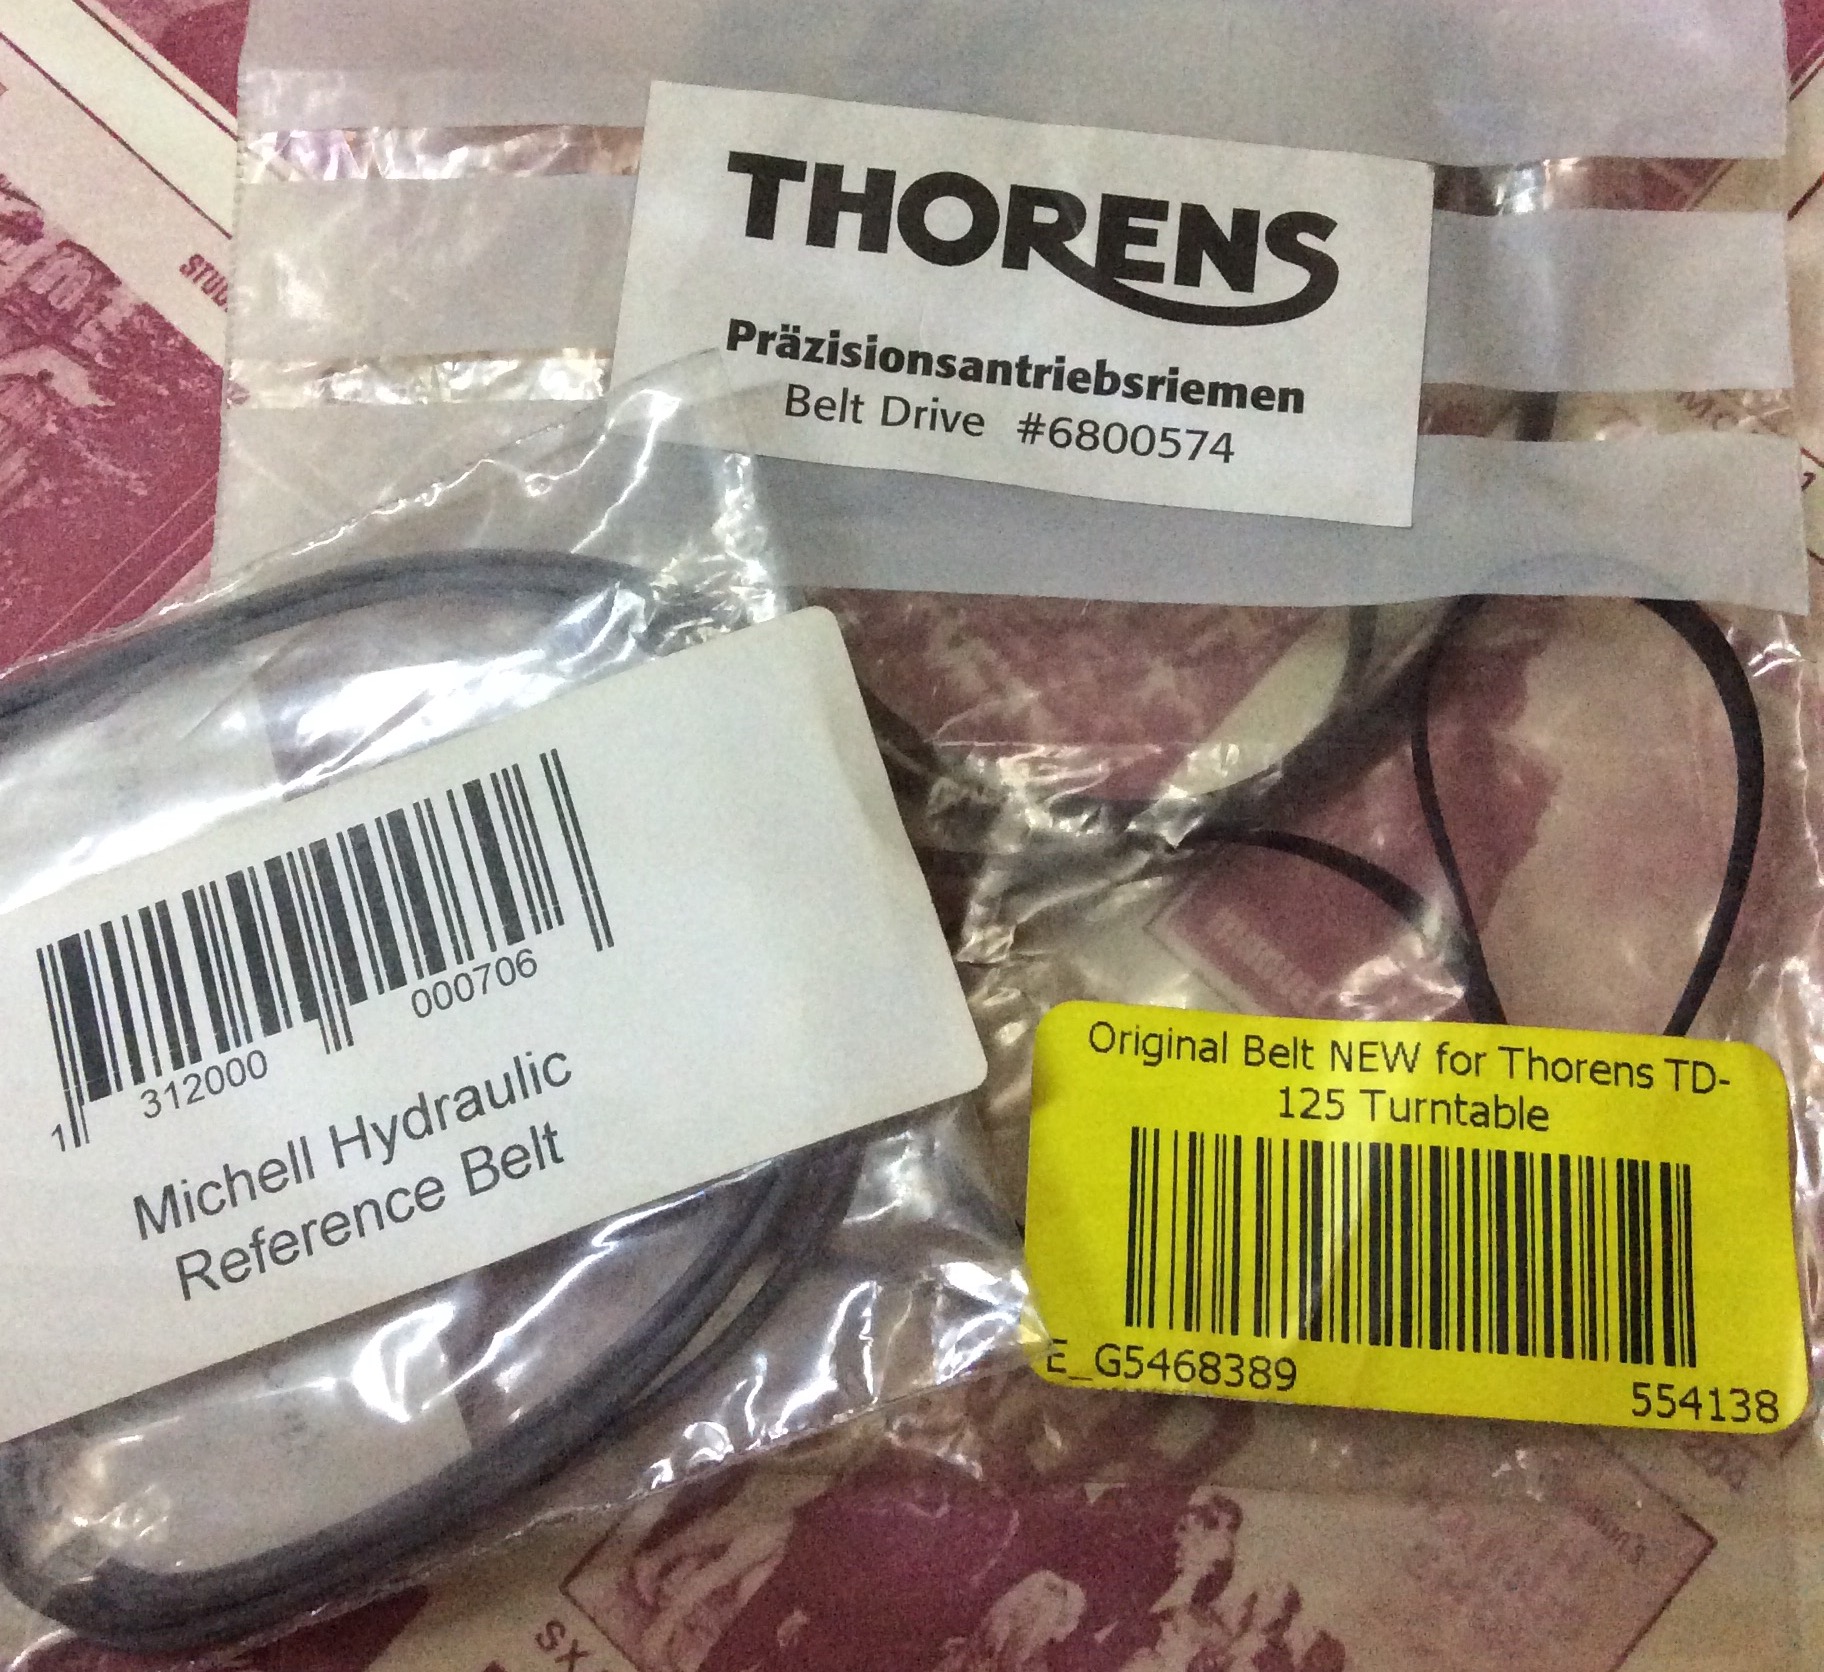 THORENS
Präzisionsantriebsriemen
Belt Drive #6800574
1 312000 000706
Michell Hydraulic
Reference Belt
Original Belt NEW for Thorens TD-
125 Turntable
E_G5468389 554138